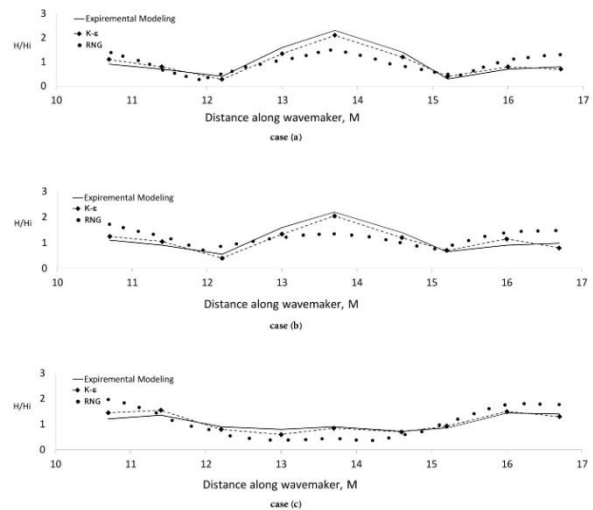 3
Expiremental Modeling
K-ε
2
RNG
H/Hi
1
0
10 11 12 13 14 15 16 17
Distance along wavemaker, M
case (a)
3
Expiremental Modeling
K-ε
2
RNG
H/Hi
1
0
10 11 12 13 14 15 16 17
Distance along wavemaker, M
case (b)
3
Expiremental Modeling
K-ε
2
RNG
H/Hi
1
0
10 11 12 13 14 15 16 17
Distance along wavemaker, M
case (c)